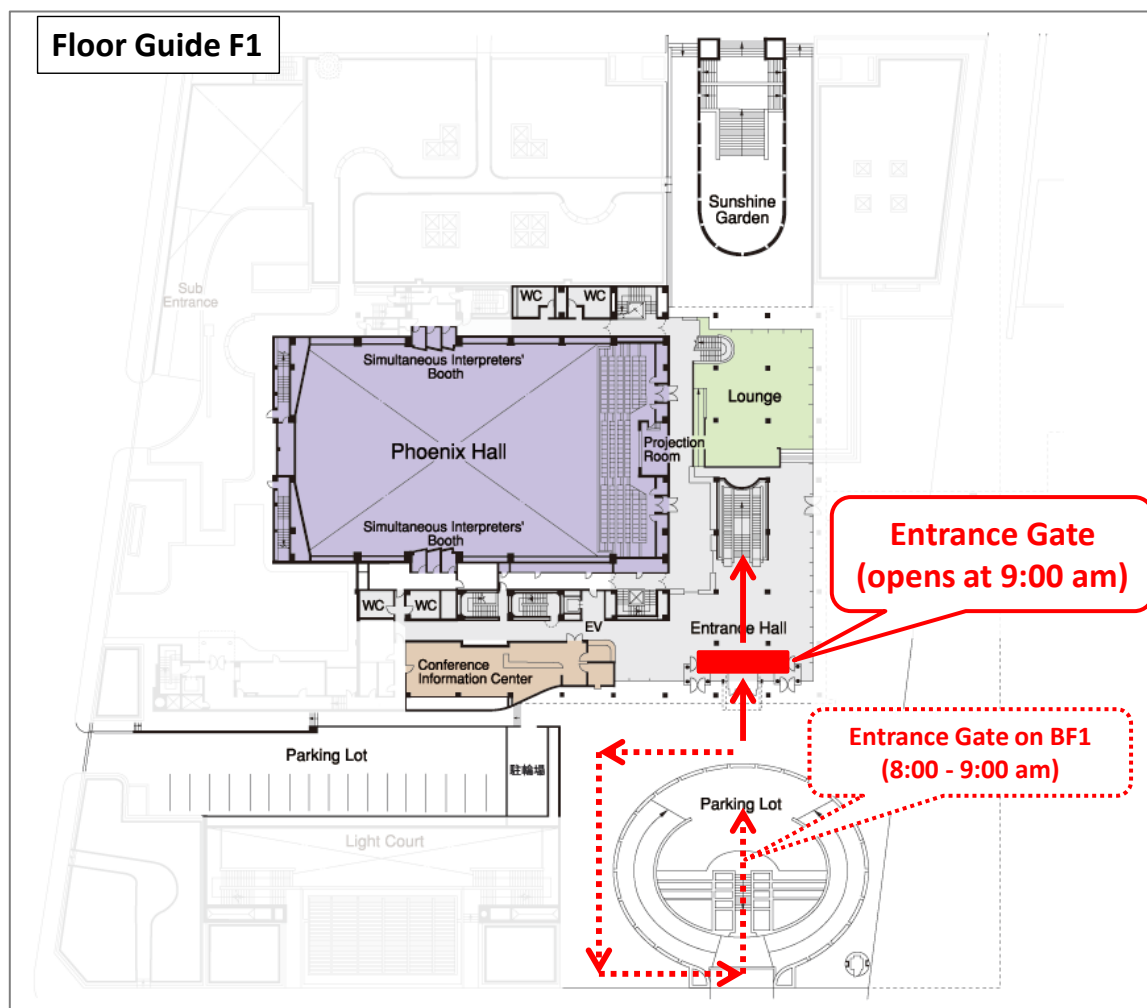 Floor Guide F1
Sunshine
Garden
Sub
Entrance
WC
WC
Simultaneous Interpreters'
Booth
Lounge
Phoenix Hall
Projection
Room
Simultaneous Interpreters'
Booth
Entrance Gate
(opens at 9:00 am)
WC
WC
EV
Entrance Hall
Conference
Information Center
Entrance Gate on BF1
(8:00 - 9:00 am)
Parking Lot
駐輪場
Parking Lot
Light Court